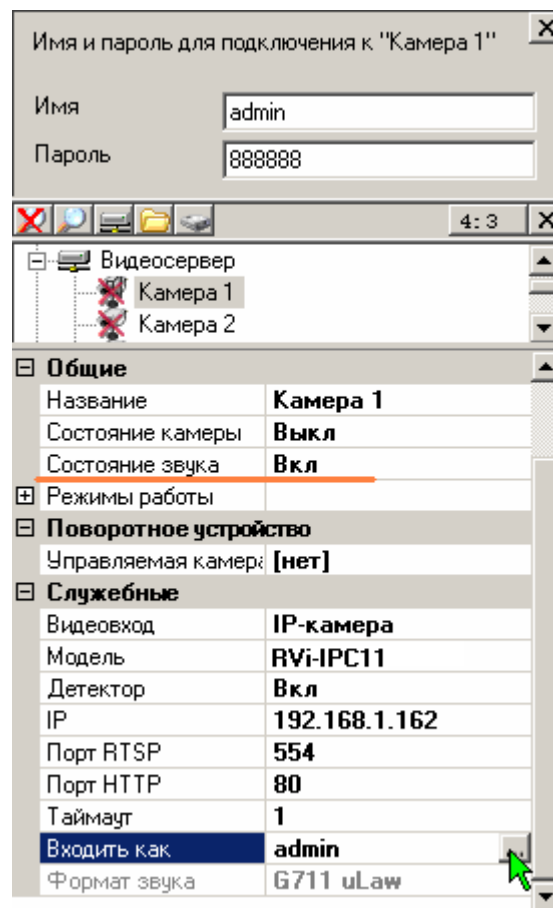 Имя и пароль для подключения к "Камера 1"
Имя admin
Пароль 888888
4:3
Видеосервер
Камера 1
Камера 2
Общие
Название Камера 1
Состояние камеры Выкл
Состояние звука Вкл
Режимы работы
Поворотное устройство
Управляемая камера [нет]
Служебные
Видеовход IP-камера
Модель RVi-IPC11
Детектор Вкл
IP 192.168.1.162
Порт RTSP 554
Порт HTTP 80
Таймаут 1
Входить как admin ...
Формат звука G711 uLaw